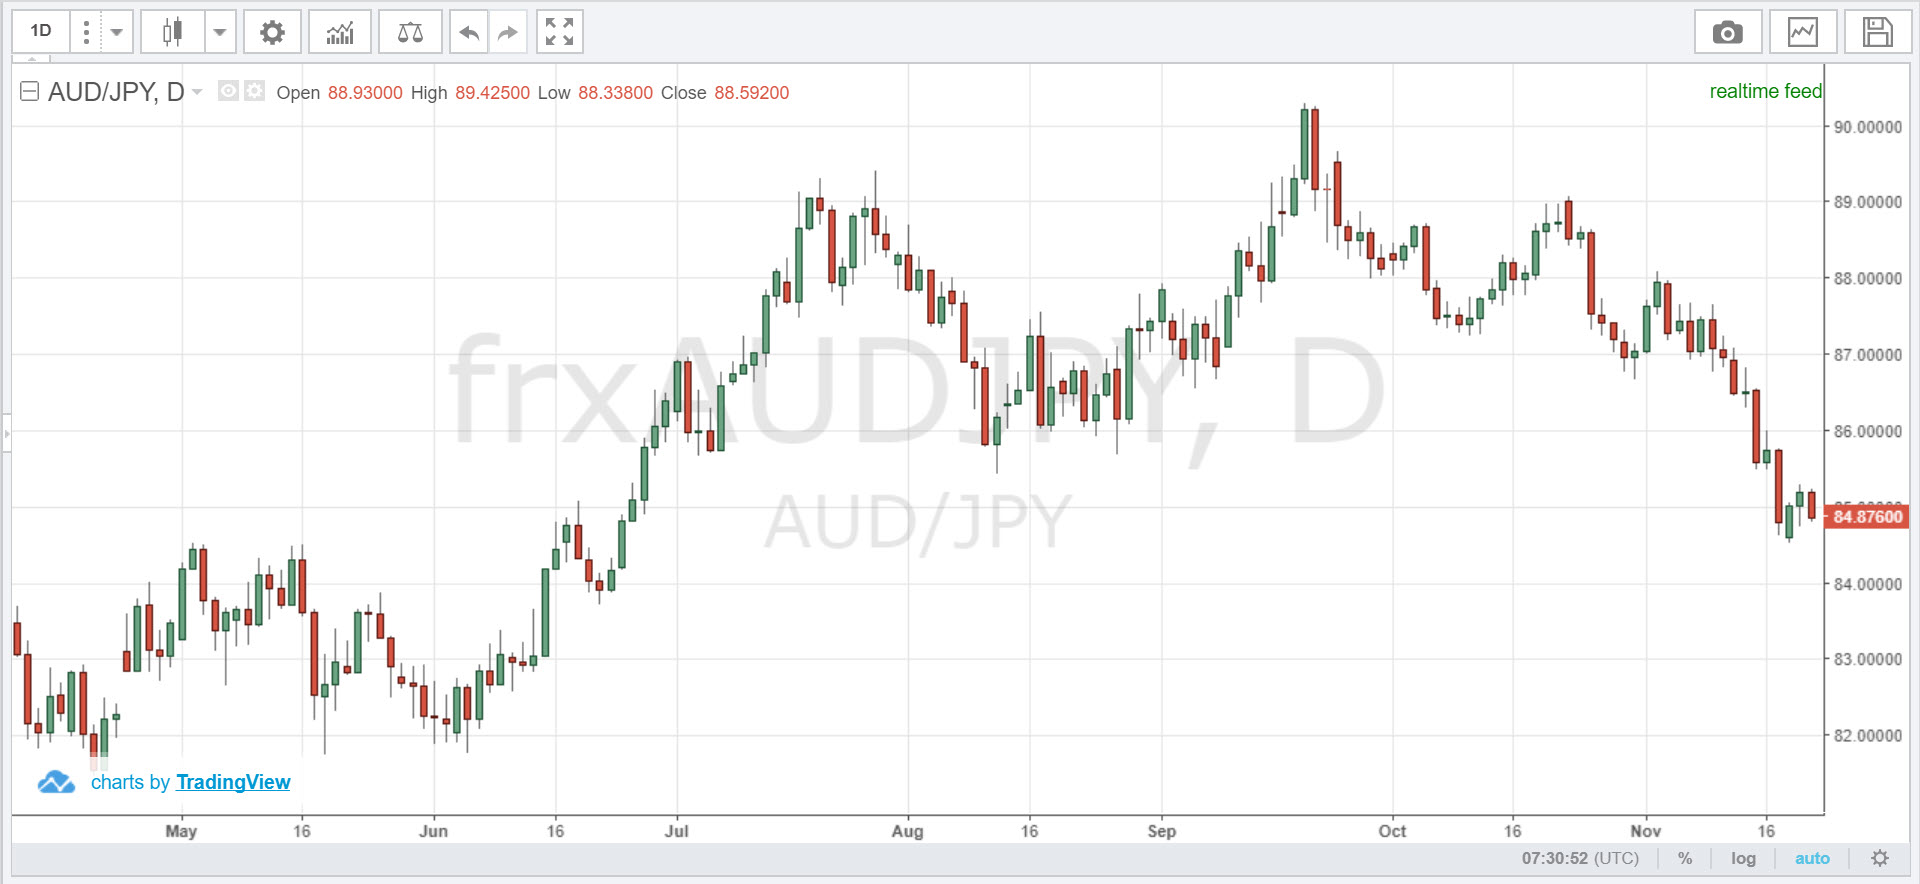 1D
AUD/JPY, D Open 88.93000 High 89.42500 Low 88.33800 Close 88.59200
realtime feed
90.00000
89.00000
88.00000
87.00000
86.00000
85.00000
84.87600
84.00000
83.00000
82.00000
frxAUDJPY, D
AUD/JPY
charts by TradingView
May 16 Jun 16 Jul Aug 16 Sep Oct 16 Nov 16
07:30:52 (UTC) % log auto